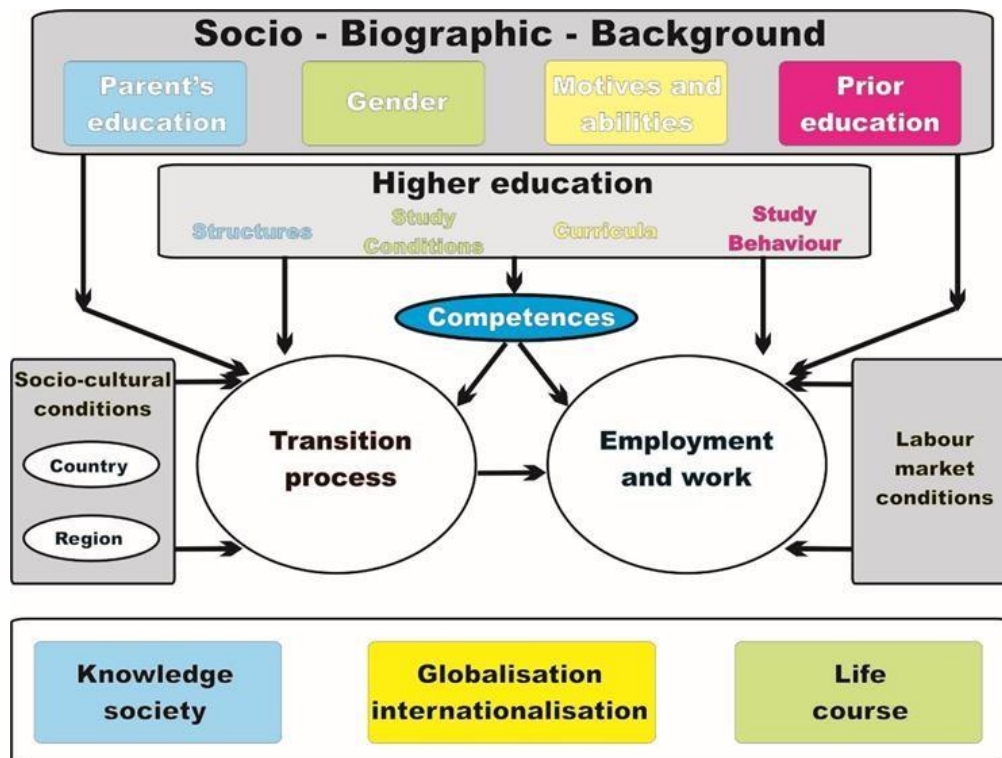 Socio - Biographic - Background
Parent's
education
Gender
Motives and
abilities
Prior
education
Higher education
Structures
Study
Conditions
Curricula
Study
Behaviour
Competences
Socio-cultural
conditions
Country
Region
Transition
process
Employment
and work
Labour
market
conditions
Knowledge
society
Globalisation
internationalisation
Life
course